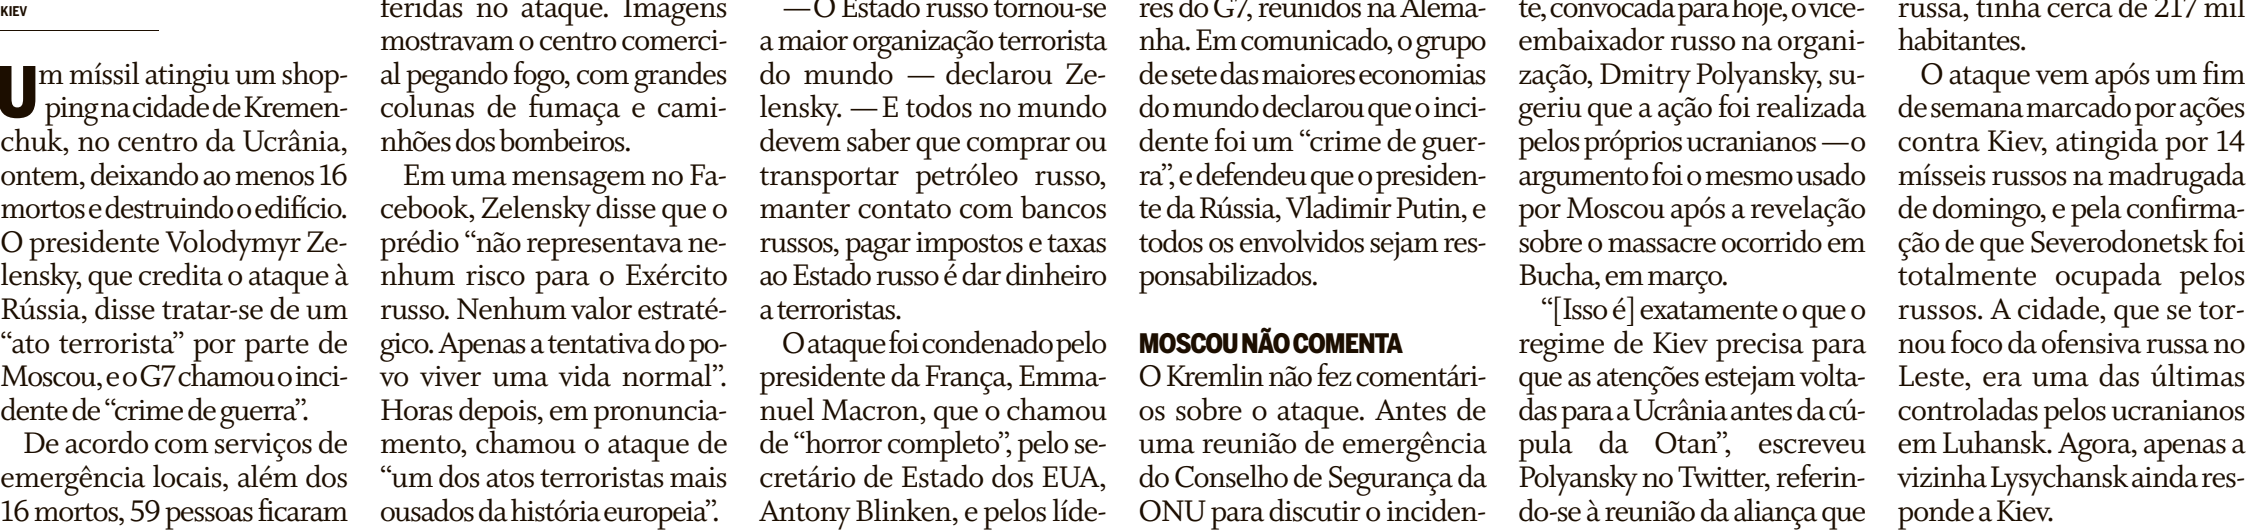 KIEV
Um míssil atingiu um shop-
ping na cidade de Kremen-
chuk, no centro da Ucrânia,
ontem, deixando ao menos 16
mortos e destruindo o edifício.
O presidente Volodymyr Ze-
lensky, que credita o ataque à
Rússia, disse tratar-se de um
“ato terrorista” por parte de
Moscou, e o G7 chamou o inci-
dente de “crime de guerra”.
De acordo com serviços de
emergência locais, além dos
16 mortos, 59 pessoas ficaram
feridas no ataque. Imagens
mostravam o centro comerci-
al pegando fogo, com grandes
colunas de fumaça e cami-
nhões dos bombeiros.
Em uma mensagem no Fa-
cebook, Zelensky disse que o
prédio “não representava ne-
nhum risco para o Exército
russo. Nenhum valor estraté-
gico. Apenas a tentativa do po-
vo viver uma vida normal”.
Horas depois, em pronuncia-
mento, chamou o ataque de
“um dos atos terroristas mais
ousados da história europeia”.
— O Estado russo tornou-se
a maior organização terrorista
do mundo — declarou Ze-
lensky. — E todos no mundo
devem saber que comprar ou
transportar petróleo russo,
manter contato com bancos
russos, pagar impostos e taxas
ao Estado russo é dar dinheiro
a terroristas.
O ataque foi condenado pelo
presidente da França, Emma-
nuel Macron, que o chamou
de “horror completo”, pelo se-
cretário de Estado dos EUA,
Antony Blinken, e pelos líde-
res do G7, reunidos na Alema-
nha. Em comunicado, o grupo
de sete das maiores economias
do mundo declarou que o inci-
dente foi um “crime de guer-
ra”, e defendeu que o presiden-
te da Rússia, Vladimir Putin, e
todos os envolvidos sejam res-
ponsabilizados.
MOSCOU NÃO COMENTA
O Kremlin não fez comentári-
os sobre o ataque. Antes de
uma reunião de emergência
do Conselho de Segurança da
ONU para discutir o inciden-
te, convocada para hoje, o vice-
embaixador russo na organi-
zação, Dmitry Polyansky, su-
geriu que a ação foi realizada
pelos próprios ucranianos — o
argumento foi o mesmo usado
por Moscou após a revelação
sobre o massacre ocorrido em
Bucha, em março.
“[Isso é] exatamente o que o
regime de Kiev precisa para
que as atenções estejam volta-
das para a Ucrânia antes da cú-
pula da Otan”, escreveu
Polyansky no Twitter, referin-
do-se à reunião da aliança que
russa, tinha cerca de 217 mil
habitantes.
O ataque vem após um fim
de semana marcado por ações
contra Kiev, atingida por 14
mísseis russos na madrugada
de domingo, e pela confirma-
ção de que Severodonetsk foi
totalmente ocupada pelos
russos. A cidade, que se tor-
nou foco da ofensiva russa no
Leste, era uma das últimas
controladas pelos ucranianos
em Luhansk. Agora, apenas a
vizinha Lysychansk ainda res-
ponde a Kiev.